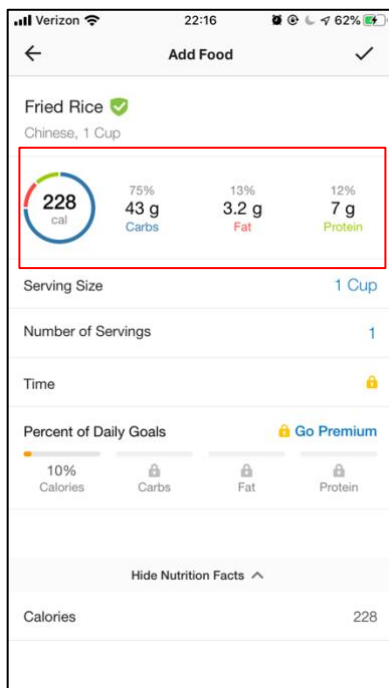 Verizon 22:16 62%
Add Food
Fried Rice
Chinese, 1 Cup
228
cal
75%
43 g
Carbs
13%
3.2 g
Fat
12%
7 g
Protein
Serving Size 1 Cup
Number of Servings 1
Time
Percent of Daily Goals Go Premium
10%
Calories Carbs Fat Protein
Hide Nutrition Facts
Calories 228